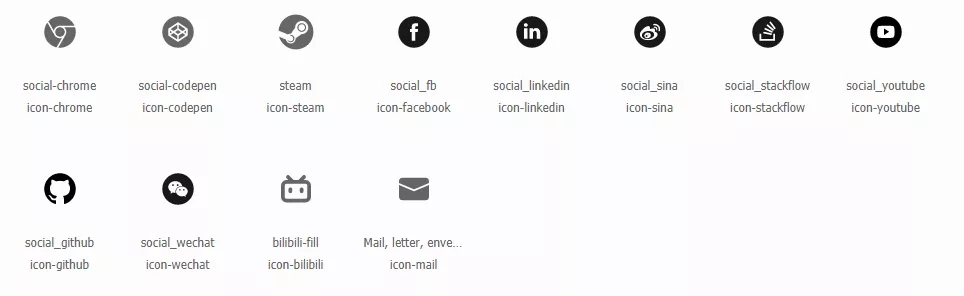 social-chrome social-codepen steam social_fb social_linkedin social_sina social_stackflow social_youtube
icon-chrome icon-codepen icon-steam icon-facebook icon-linkedin icon-sina icon-stackflow icon-youtube
social_github social_wechat bilibili-fill Mail, letter, enve...
icon-github icon-wechat icon-bilibili icon-mail